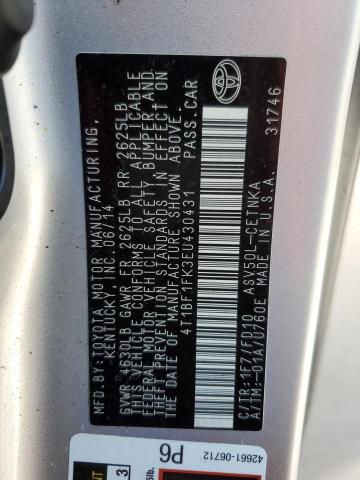 MFD.BY:TOYOTA MOTOR MANUFACTURING,
KENTUCKY, INC. 06/14
GVWR 4630LB GAWR FR 2625LB RR 2625LB
THIS VEHICLE CONFORMS TO ALL APPLICABLE
FEDERAL MOTOR VEHICLE SAFETY, BUMPER AND
THEFT PREVENTION STANDARDS IN EFFECT ON
THE DATE OF MANUFACTURE SHOWN ABOVE.
4T1BF1FK3EU430431 PASS.CAR
C/TR:1F7/FD10 ASV50L-CETNKA
A/TM:-01A/U760E 31746
P6
42661-06712
3